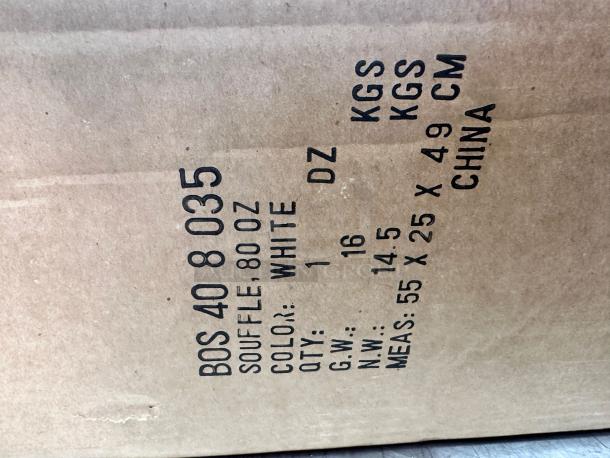 BOS 40 8 035
SOUFFLE, 80 OZ
COLOR: WHITE
QTY: 1 DZ
G.W.: 16 KGS
N.W.: 14.5 KGS
MEAS: 55 X 25 X 49 CM
CHINA